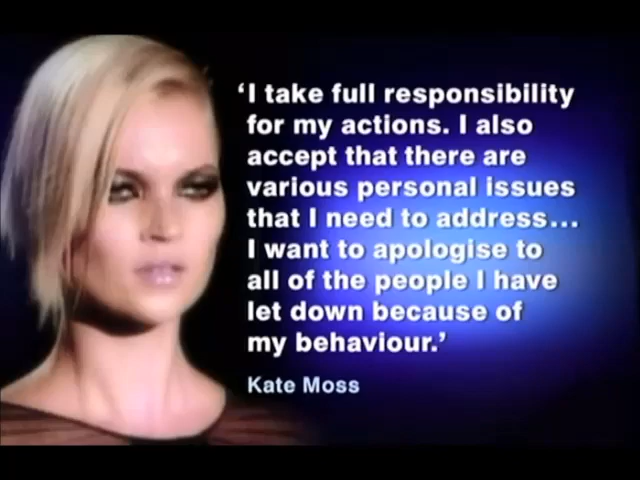 ‘I take full responsibility
for my actions. I also
accept that there are
various personal issues
that I need to address...
I want to apologise to
all of the people I have
let down because of
my behaviour.’
Kate Moss